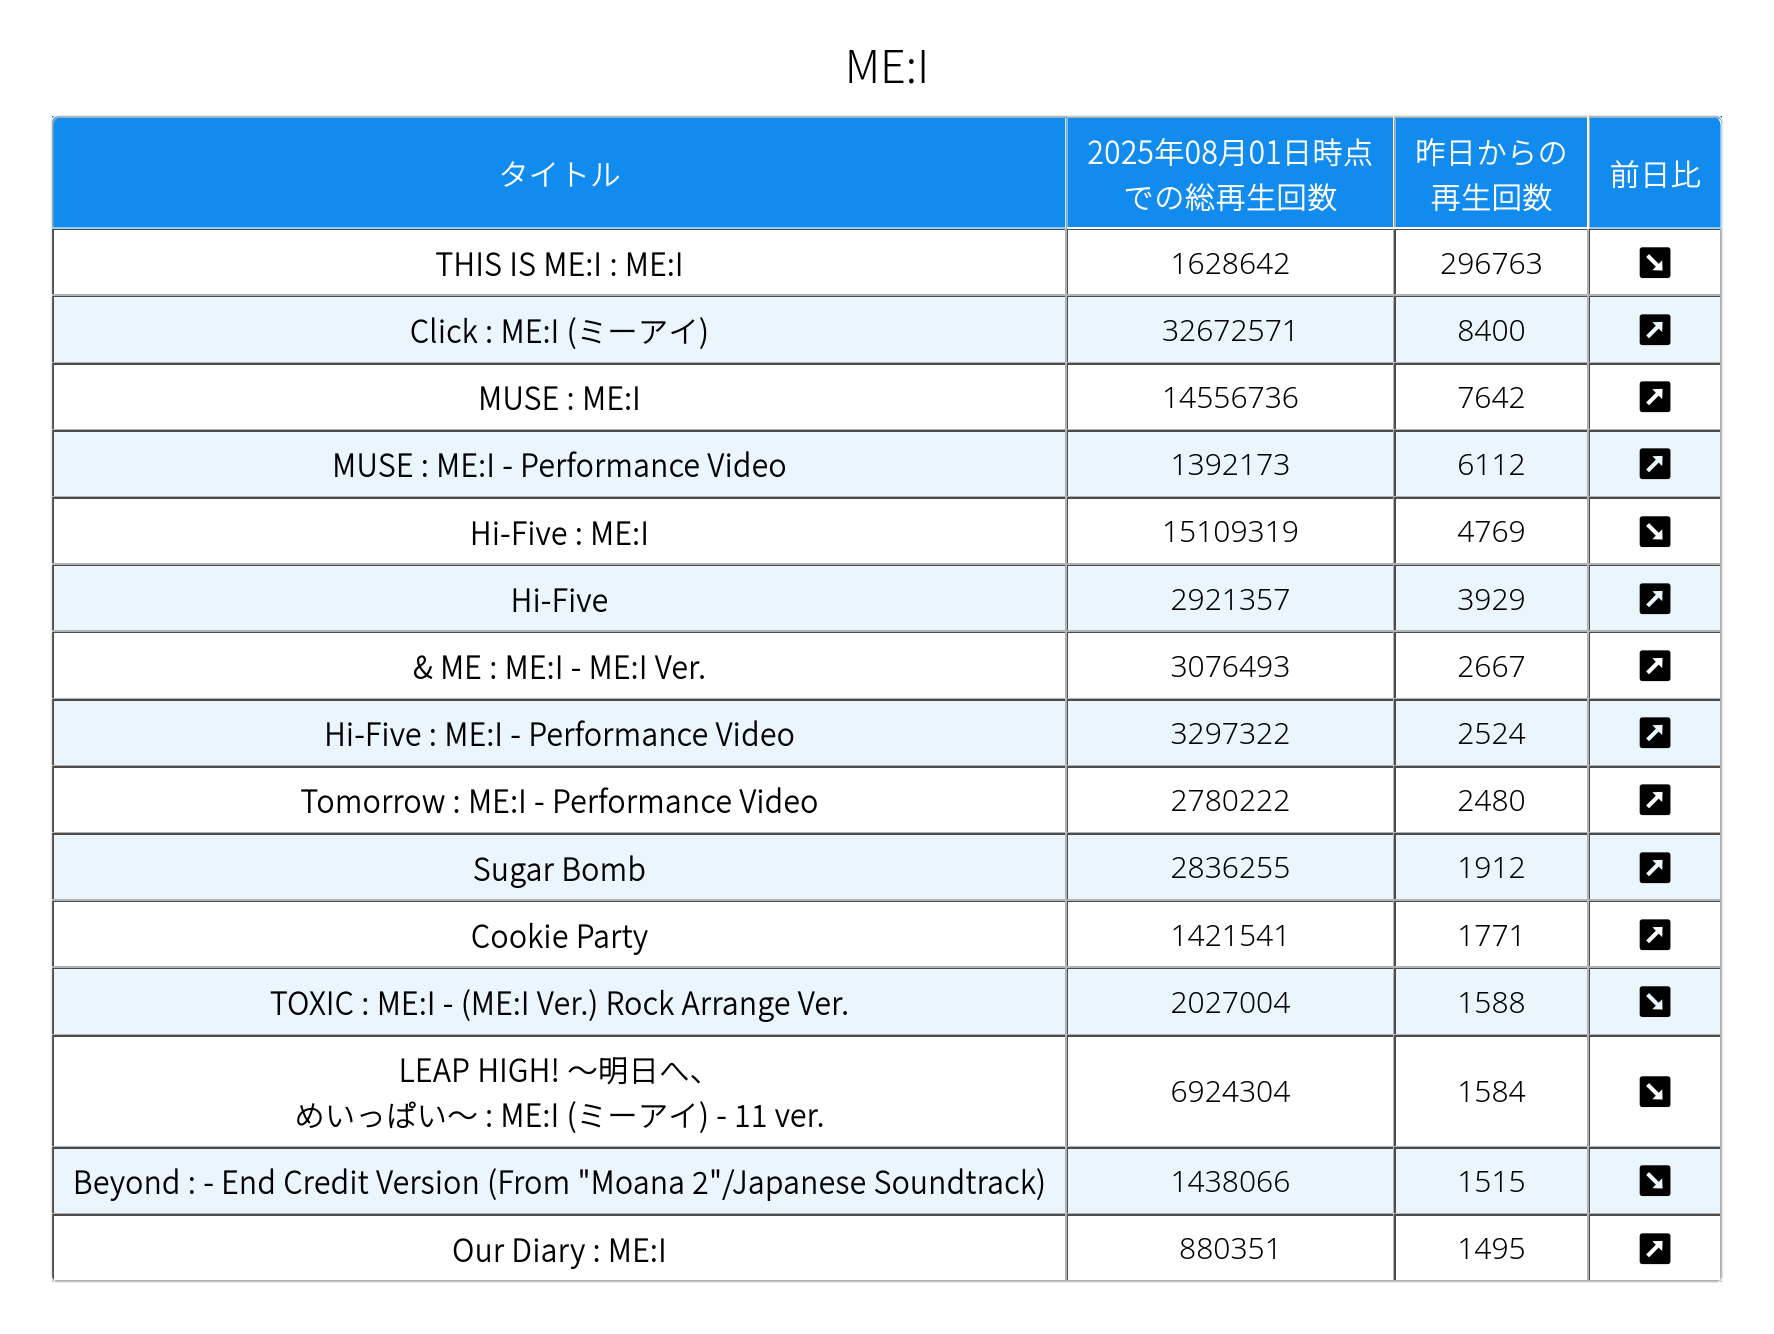 ME:I
タイトル
2025年08月01日時点
での総再生回数
昨日からの
再生回数
前日比
THIS IS ME:I : ME:I 1628642 296763
Click : ME:I (ミーアイ) 32672571 8400
MUSE : ME:I 14556736 7642
MUSE : ME:I - Performance Video 1392173 6112
Hi-Five : ME:I 15109319 4769
Hi-Five 2921357 3929
& ME : ME:I - ME:I Ver. 3076493 2667
Hi-Five : ME:I - Performance Video 3297322 2524
Tomorrow : ME:I - Performance Video 2780222 2480
Sugar Bomb 2836255 1912
Cookie Party 1421541 1771
TOXIC : ME:I - (ME:I Ver.) Rock Arrange Ver. 2027004 1588
LEAP HIGH! 〜明日へ、
めいっぱい〜 : ME:I (ミーアイ) - 11 ver. 6924304 1584
Beyond : - End Credit Version (From "Moana 2"/Japanese Soundtrack) 1438066 1515
Our Diary : ME:I 880351 1495